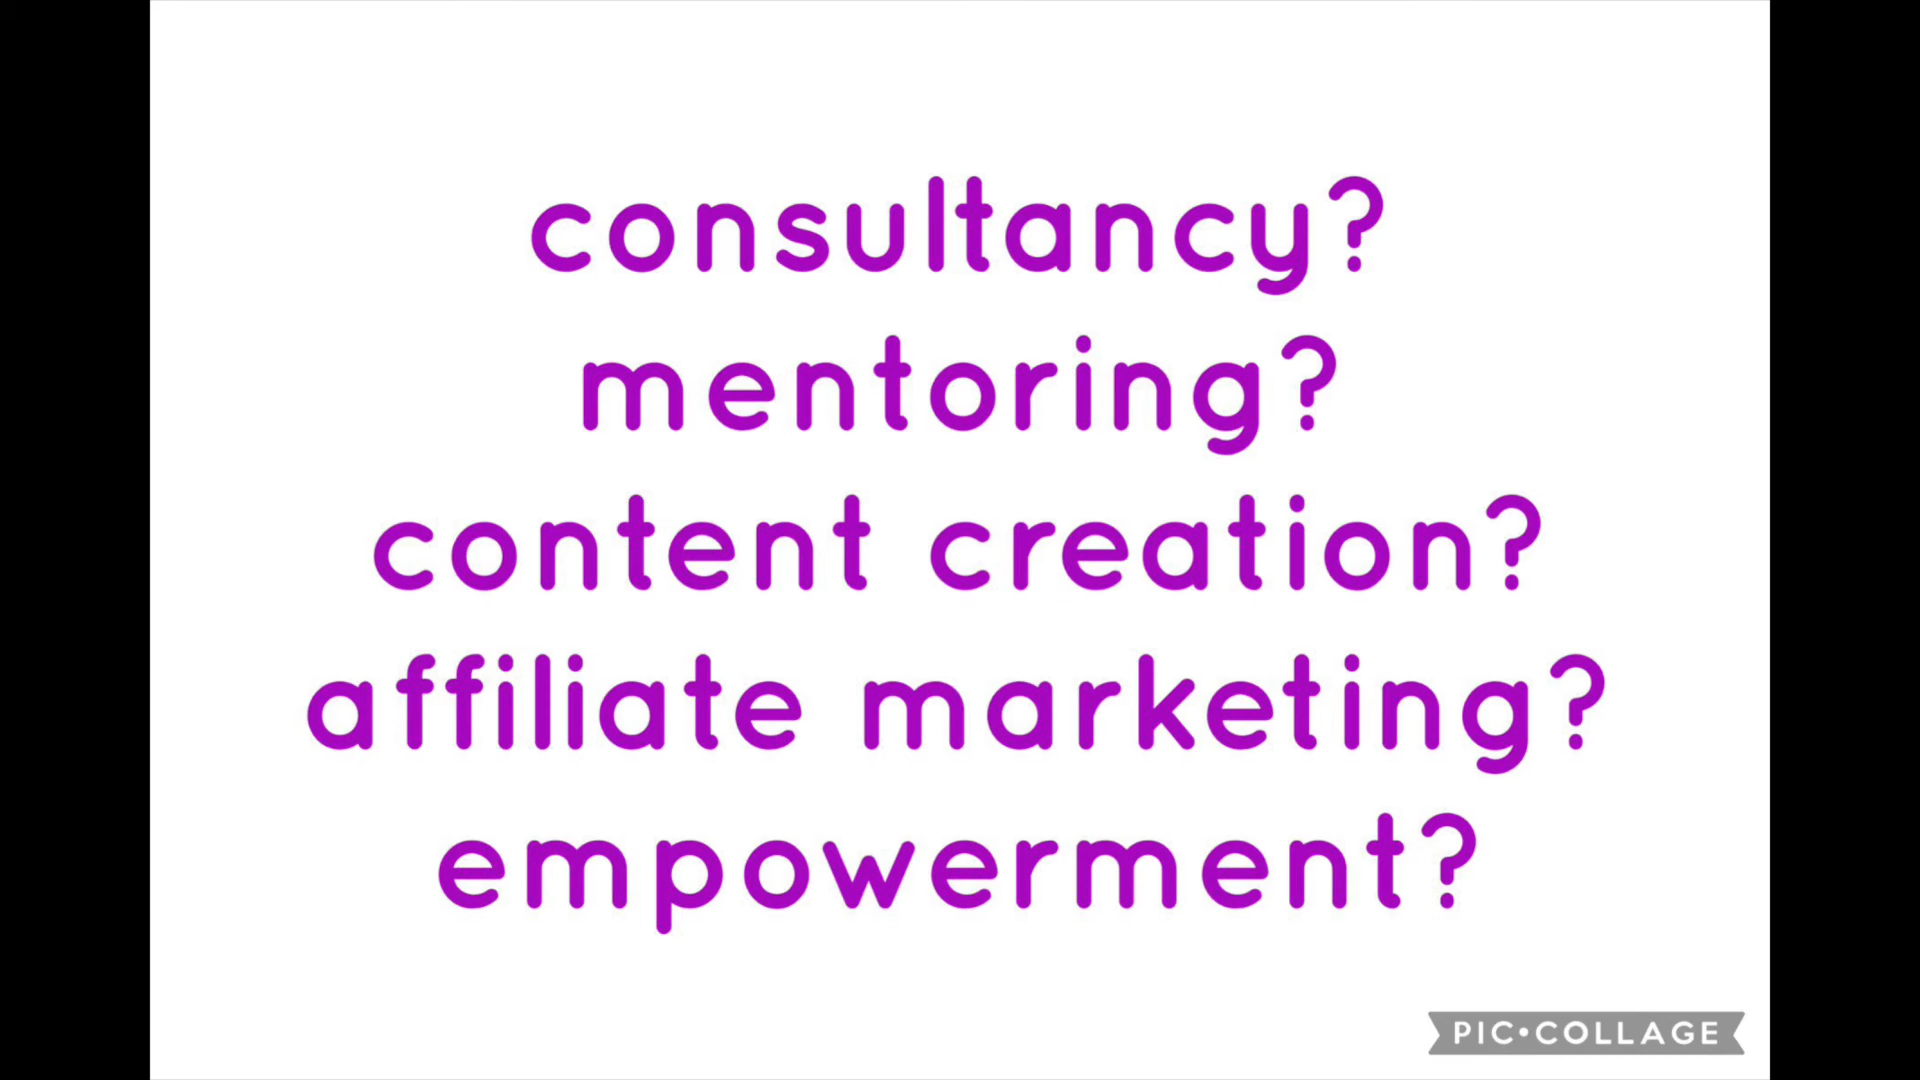 consultancy?
mentoring?
content creation?
affiliate marketing?
empowerment?
PIC•COLLAGE